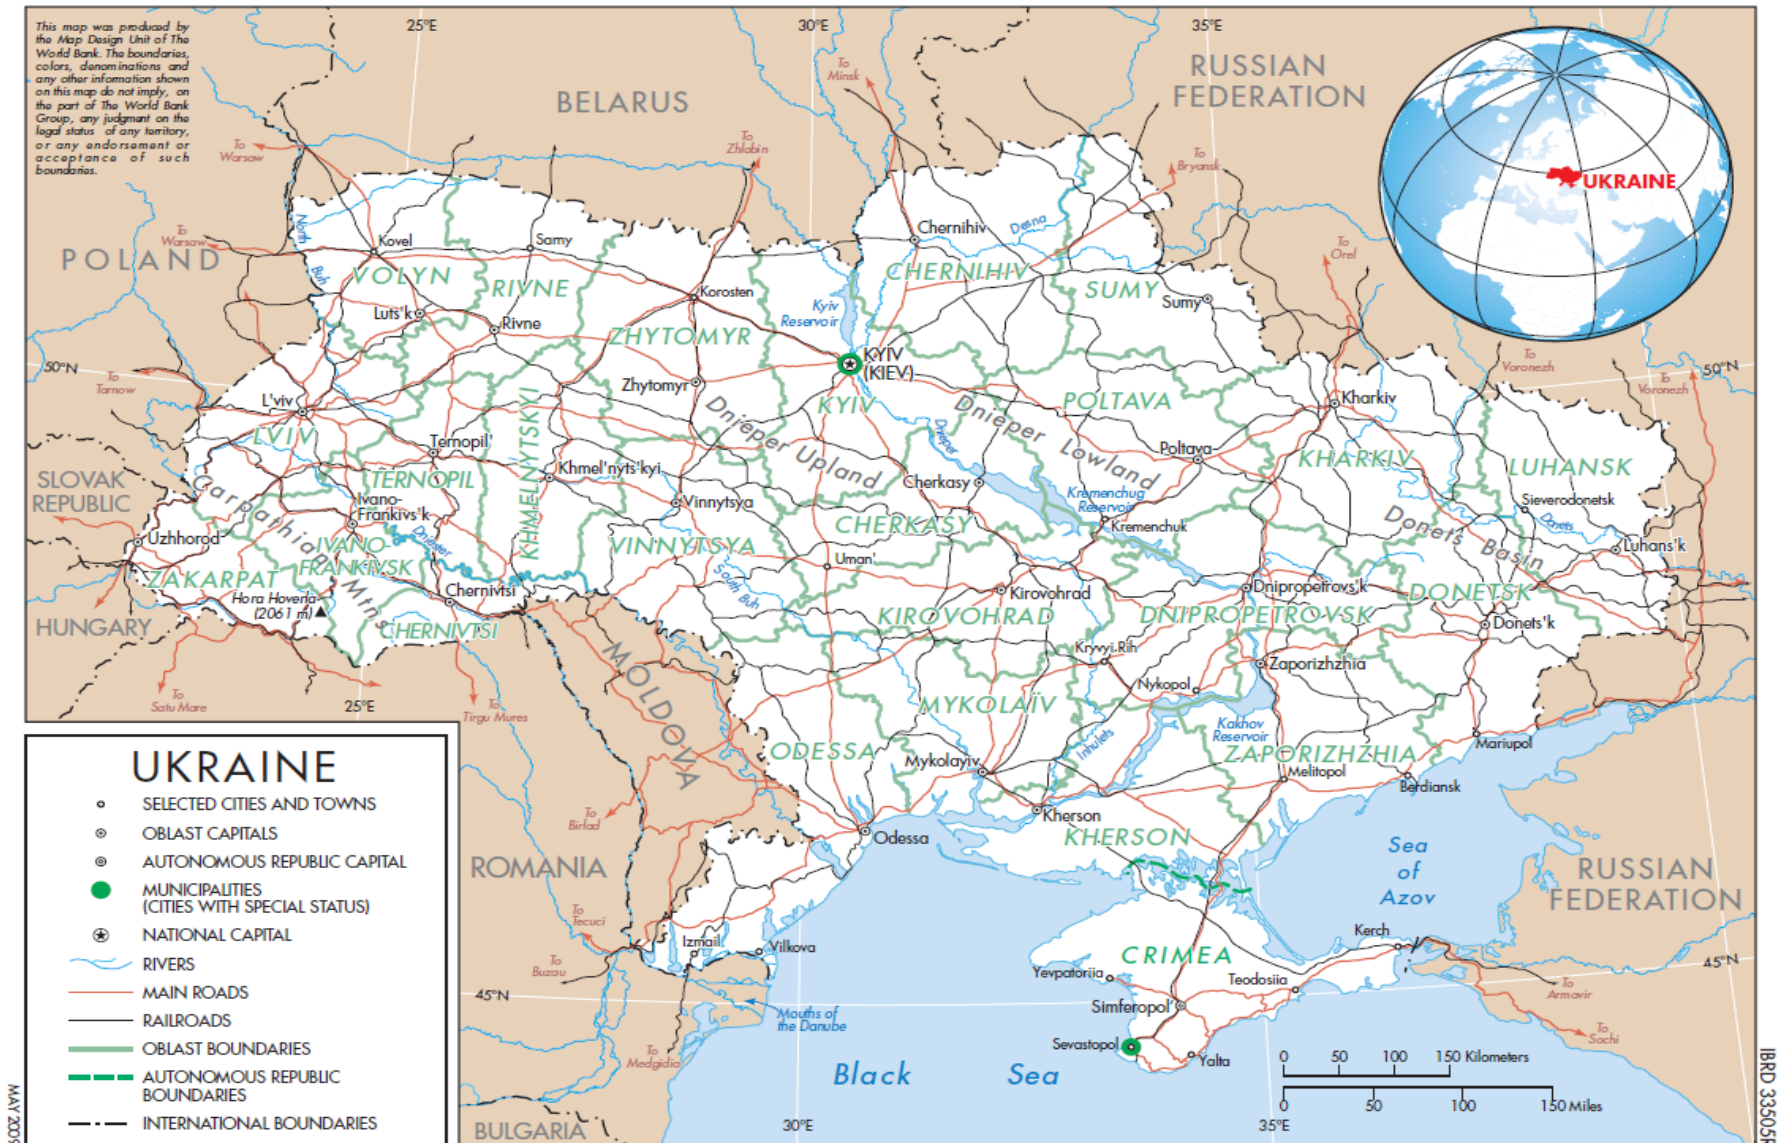 This map was produced by
the Map Design Unit of The
World Bank. The boundaries,
colors, denominations and
any other information shown
on this map do not imply, on
the part of The World Bank
Group, any judgment on the
legal status of any territory,
or any endorsement or
acceptance of such
boundaries.
25°E
30°E
35°E
To
Minsk
RUSSIAN
FEDERATION
BELARUS
To
Warsaw
To
Zhlobin
To
Bryansk
UKRAINE
POLAND
To
Warsaw
North
Buh
Kovel
Samy
Chernihiv
Desna
To
Orel
VOLYN
RIVNE
CHERNIHIV
SUMY
Sumy
Korosten
Kyiv
Reservoir
Luts'k
Rivne
ZHYTOMYR
50°N
To
Tarnow
KYIV
(KIEV)
To
Voronezh
To
Voronezh
50°N
Zhytomyr
L'viv
KYIV
Dnieper Upland
Dnieper
Dnieper Lowland
POLTAVA
Kharkiv
LVIV
Ternopil'
KHMELNYTSKYI
Khmel'nyts'kyi
Poltava
KHARKIV
LUHANSK
SLOVAK
REPUBLIC
Carpathian Mtns
TERNOPIL
Ivano-
Frankivs'k
Vinnytsya
Cherkasy
Kremenchug
Reservoir
Kremenchuk
Sieverodonetsk
Donets
Donets Basin
Uzhhorod
IVANO-
FRANKIVSK
Dniester
VINNYTSYA
CHERKASY
Uman'
Luhans'k
ZAKARPAT
Hora Hoverla
(2061 m)
Chernivtsi
South Buh
Kirovohrad
Dnipropetrovs'k
DONETSK
HUNGARY
CHERNIVTSI
KIROVOHRAD
DNIPROPETROVSK
Donets'k
MOLDOVA
Kryvyi Rih
Zaporizhzhia
Nykopol
To
Satu Mare
25°E
To
Tirgu Mures
MYKOLAÏV
Kakhov
Reservoir
Inhulets
ODESSA
Mykolayiv
ZAPORIZHZHIA
Mariupol
Melitopol
Berdiansk
To
Birlad
Odessa
Kherson
KHERSON
Sea
of
Azov
ROMANIA
RUSSIAN
FEDERATION
To
Tecuci
Izmail
Vilkova
Kerch
To
Buzau
CRIMEA
Yevpatoriia
Teodosiia
45°N
45°N
To
Armavir
Mouths of
the Danube
Simferopol'
To
Sochi
To
Medgidia
Sevastopol
Yalta
Black Sea
0 50 100 150 Kilometers
0 50 100 150 Miles
BULGARIA
30°E
35°E
UKRAINE
SELECTED CITIES AND TOWNS
OBLAST CAPITALS
AUTONOMOUS REPUBLIC CAPITAL
MUNICIPALITIES
(CITIES WITH SPECIAL STATUS)
NATIONAL CAPITAL
RIVERS
MAIN ROADS
RAILROADS
OBLAST BOUNDARIES
AUTONOMOUS REPUBLIC
BOUNDARIES
INTERNATIONAL BOUNDARIES
IBRD 33505